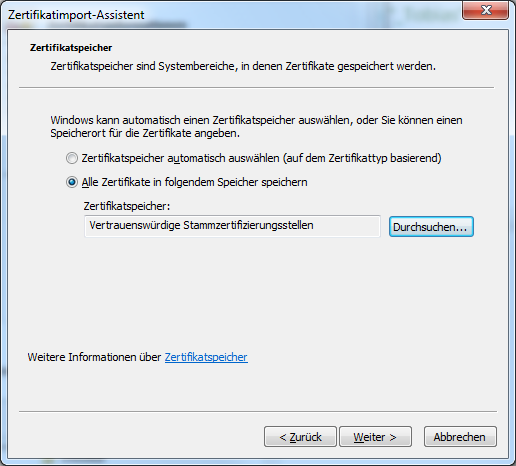 Zertifikatimport-Assistent
Zertifikatspeicher
Zertifikatspeicher sind Systembereiche, in denen Zertifikate gespeichert werden.
Windows kann automatisch einen Zertifikatspeicher auswählen, oder Sie können einen
Speicherort für die Zertifikate angeben.
Zertifikatspeicher automatisch auswählen (auf dem Zertifikattyp basierend)
Alle Zertifikate in folgendem Speicher speichern
Zertifikatspeicher:
Vertrauenswürdige Stammzertifizierungsstellen
Durchsuchen...
Weitere Informationen über Zertifikatspeicher
< Zurück
Weiter >
Abbrechen